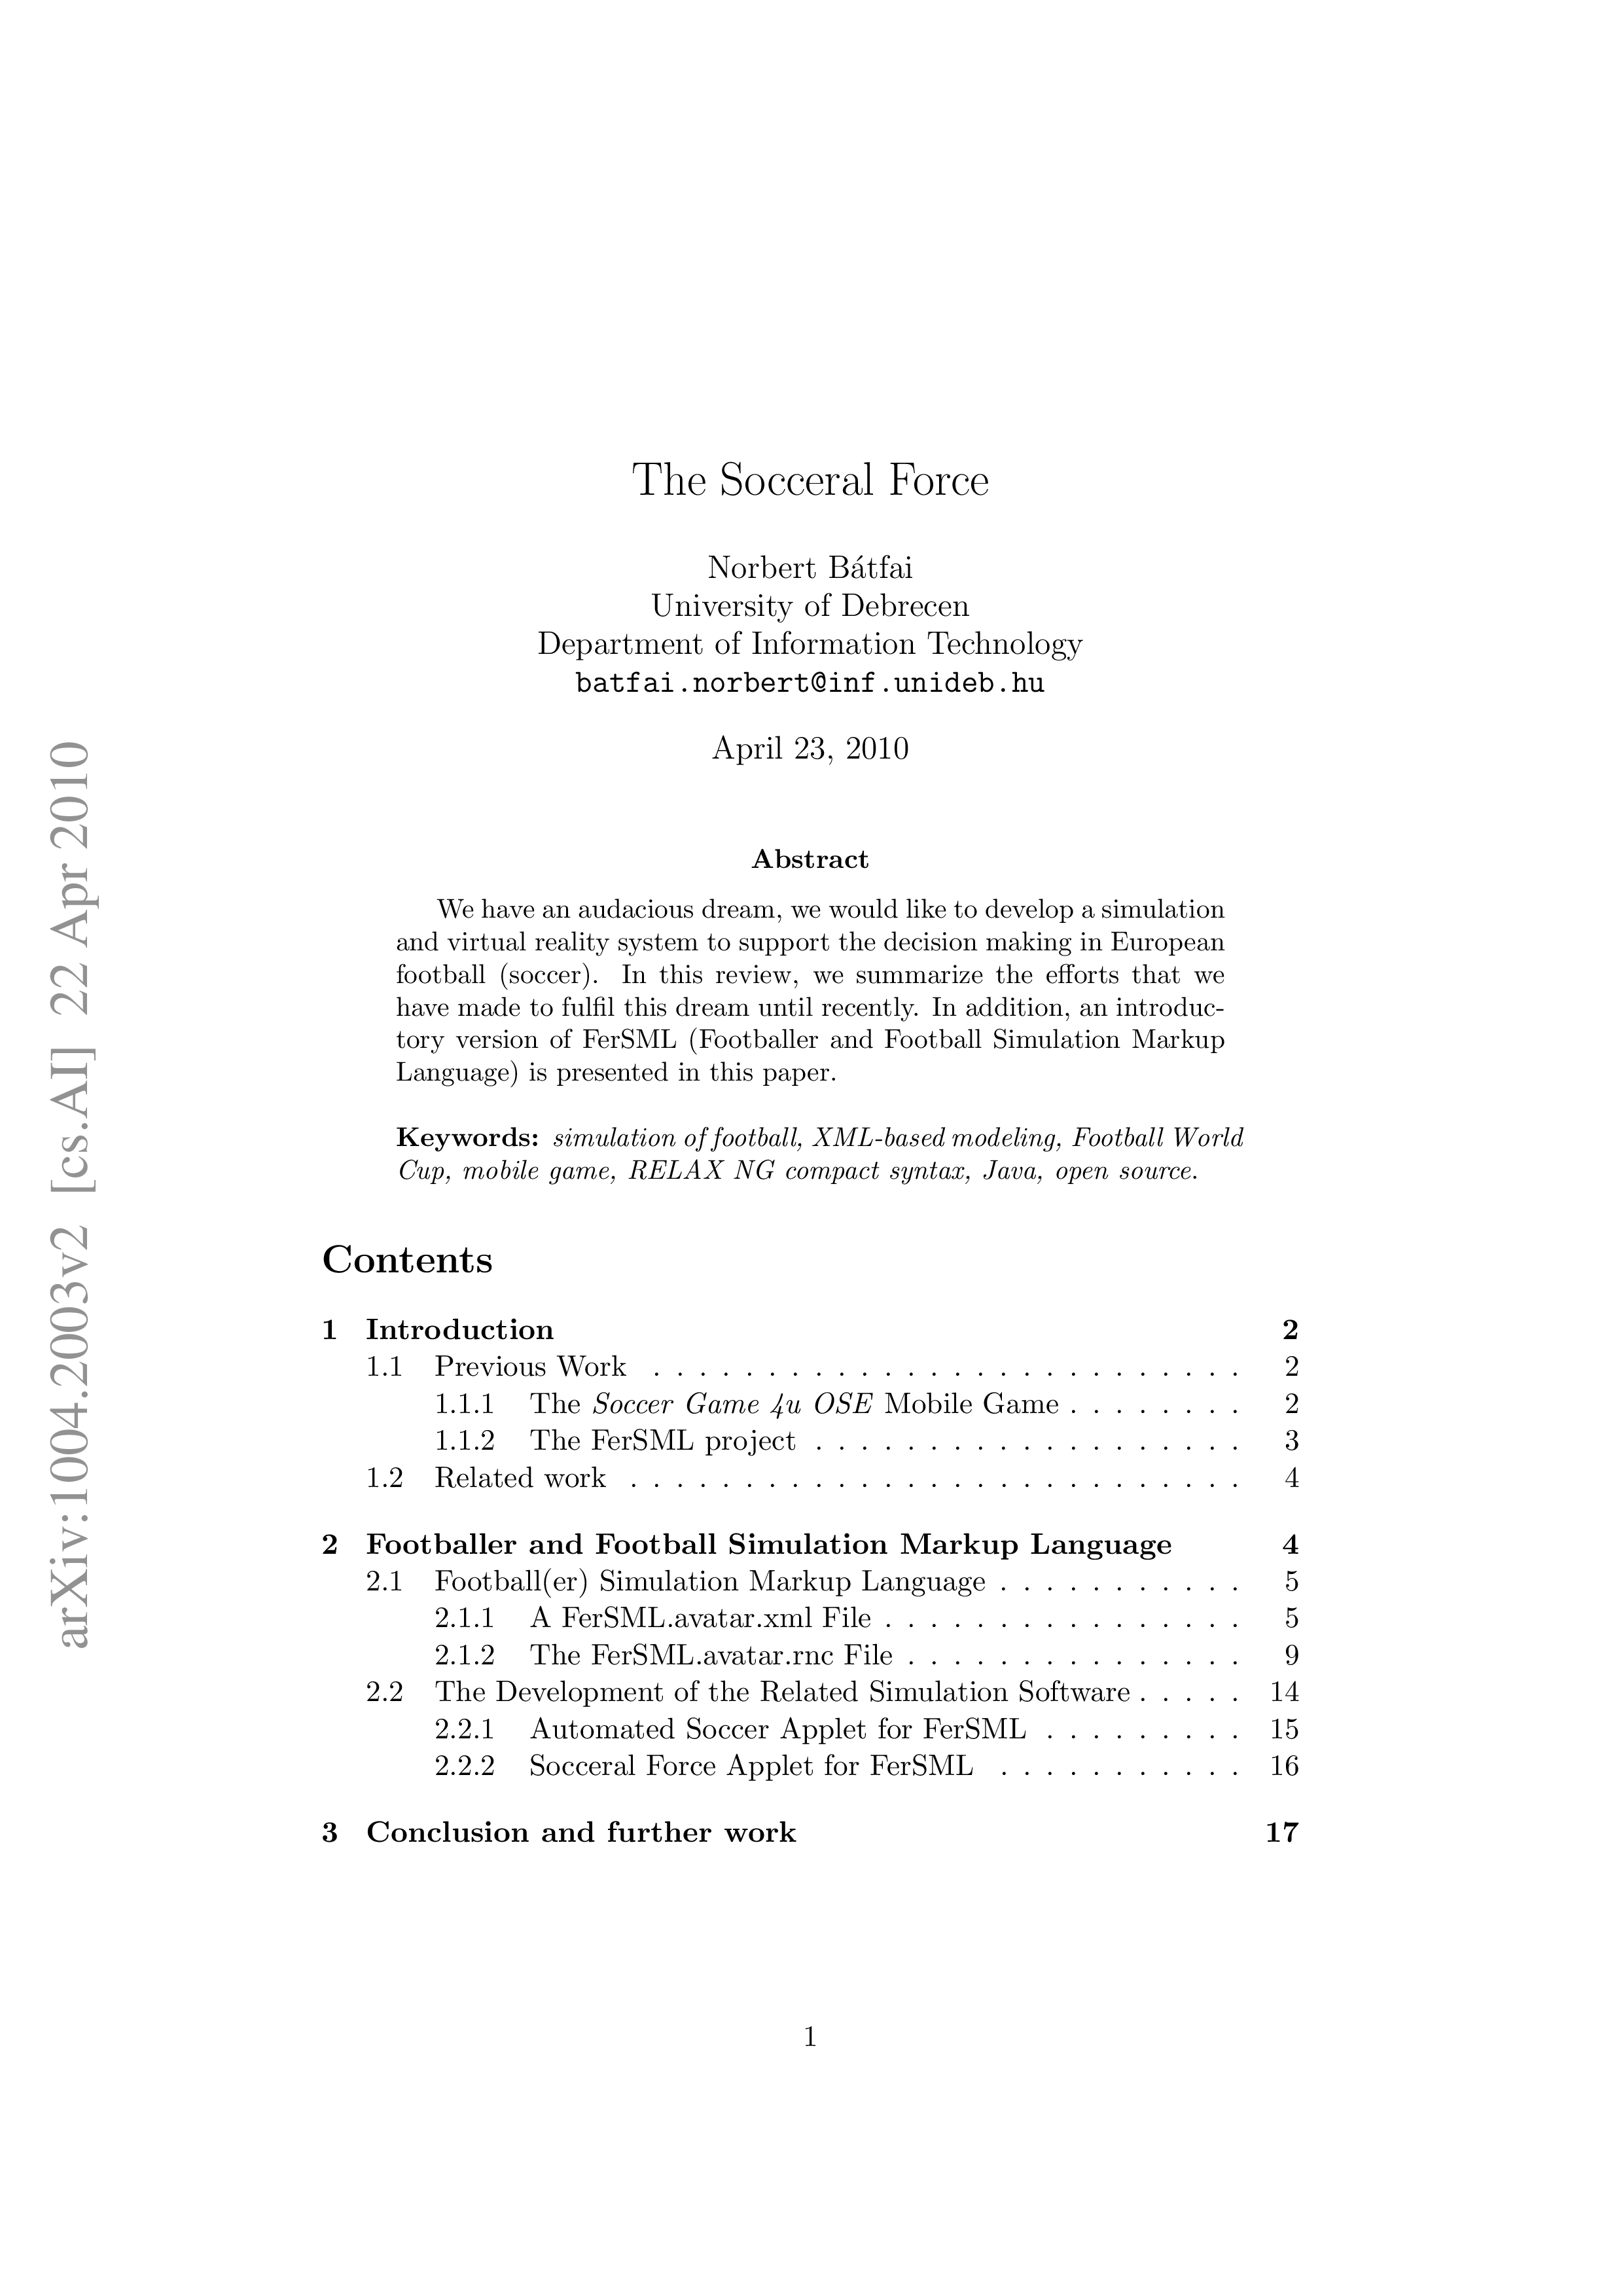 The Socceral Force
Norbert Bátfai
University of Debrecen
Department of Information Technology
batfai.norbert@inf.unideb.hu
April 23, 2010
Abstract
We have an audacious dream, we would like to develop a simulation
and virtual reality system to support the decision making in European
football (soccer). In this review, we summarize the efforts that we
have made to fulfil this dream until recently. In addition, an introduc-
tory version of FerSML (Footballer and Football Simulation Markup
Language) is presented in this paper.
Keywords: simulation of football, XML-based modeling, Football World
Cup, mobile game, RELAX NG compact syntax, Java, open source.
Contents
1 Introduction 2
1.1 Previous Work . . . . . . . . . . . . . . . . . . . . . . . . . . 2
1.1.1 The Soccer Game 4u OSE Mobile Game . . . . . . . . 2
1.1.2 The FerSML project . . . . . . . . . . . . . . . . . . . 3
1.2 Related work . . . . . . . . . . . . . . . . . . . . . . . . . . . 4
2 Footballer and Football Simulation Markup Language 4
2.1 Football(er) Simulation Markup Language . . . . . . . . . . . 5
2.1.1 A FerSML.avatar.xml File . . . . . . . . . . . . . . . . 5
2.1.2 The FerSML.avatar.rnc File . . . . . . . . . . . . . . . 9
2.2 The Development of the Related Simulation Software . . . . . 14
2.2.1 Automated Soccer Applet for FerSML . . . . . . . . . 15
2.2.2 Socceral Force Applet for FerSML . . . . . . . . . . . 16
3 Conclusion and further work 17
1
arXiv:1004.2003v2 [cs.AI] 22 Apr 2010